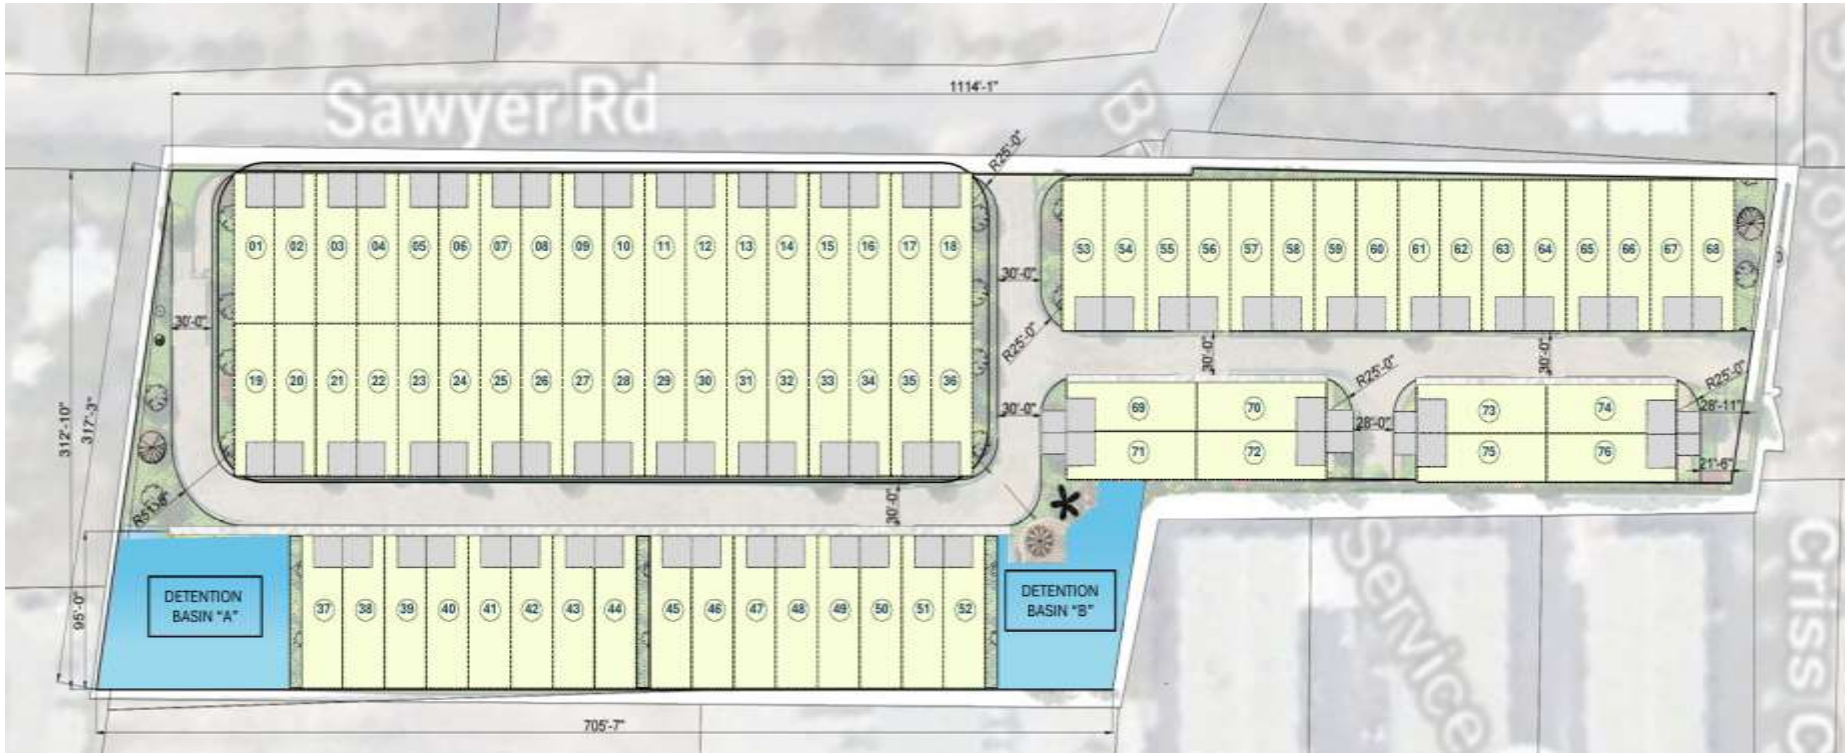 1114'-1"
Sawyer Rd
B
R25'-0"
01 02 03 04 05 06 07 08 09 10 11 12 13 14 15 16 17 18
53 54 55 56 57 58 59 60 61 62 63 64 65 66 67 68
30'-0"
30'-0"
R25'-0"
30'-0"
30'-0"
19 20 21 22 23 24 25 26 27 28 29 30 31 32 33 34 35 36
R25'-0"
R25'-0"
30'-0"
69 70
73 74
28'-11"
28'-0"
312'-10"
317'-3"
71 72
75 76
21'-6"
30'-0"
DETENTION
BASIN "A"
95'-0"
37 38 39 40 41 42 43 44
45 46 47 48 49 50 51 52
DETENTION
BASIN "B"
Service
Criss C
705'-7"